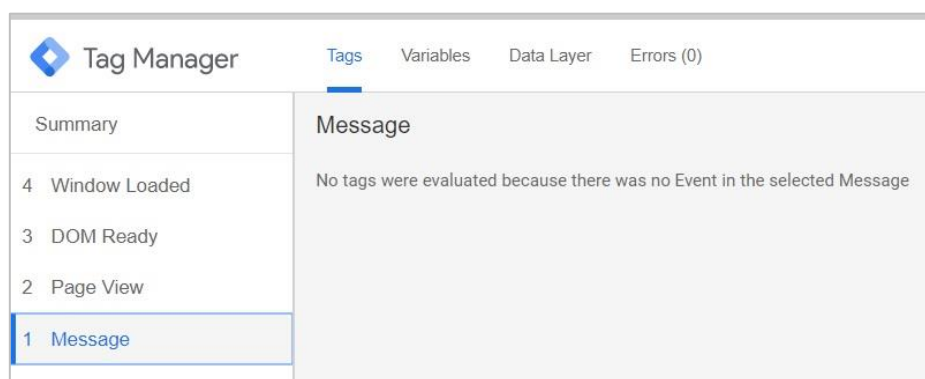 Tag Manager Tags Variables Data Layer Errors (0)
Summary
4 Window Loaded
3 DOM Ready
2 Page View
1 Message
Message
No tags were evaluated because there was no Event in the selected Message